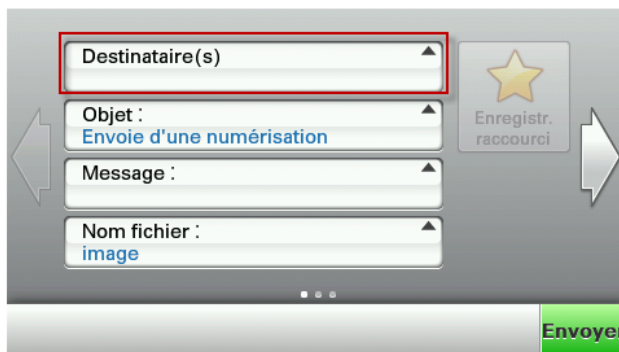 Destinataire(s)
Objet :
Envoie d'une numérisation
Message :
Nom fichier :
image
Enregistr.
raccourci
Envoyer